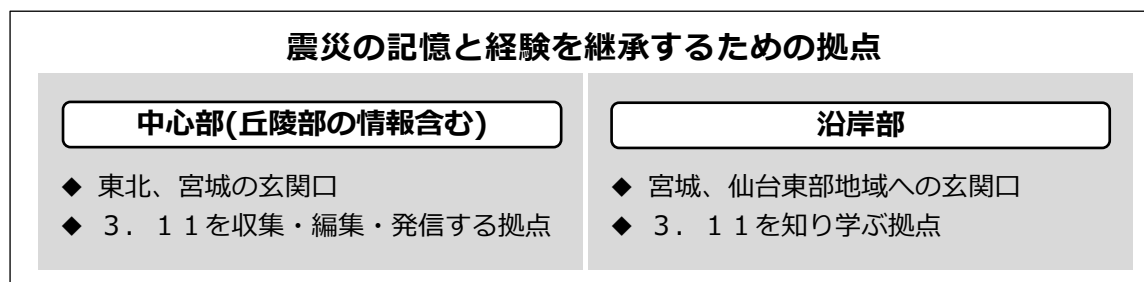 震災の記憶と経験を継承するための拠点
中心部(丘陵部の情報含む)
◆ 東北、宮城の玄関口
◆ ３．１１を収集・編集・発信する拠点
沿岸部
◆ 宮城、仙台東部地域への玄関口
◆ ３．１１を知り学ぶ拠点